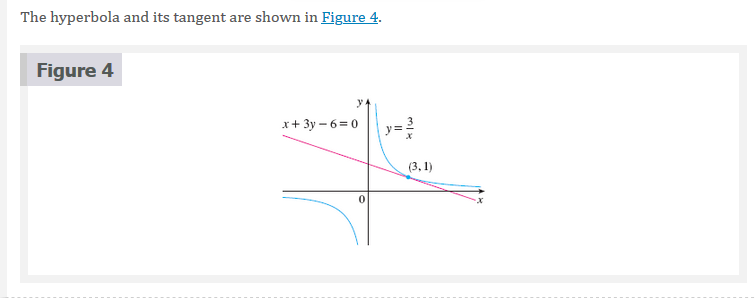 The hyperbola and its tangent are shown in Figure 4.
Figure 4
y
x + 3y − 6 = 0
y = 3/x
(3, 1)
0
x